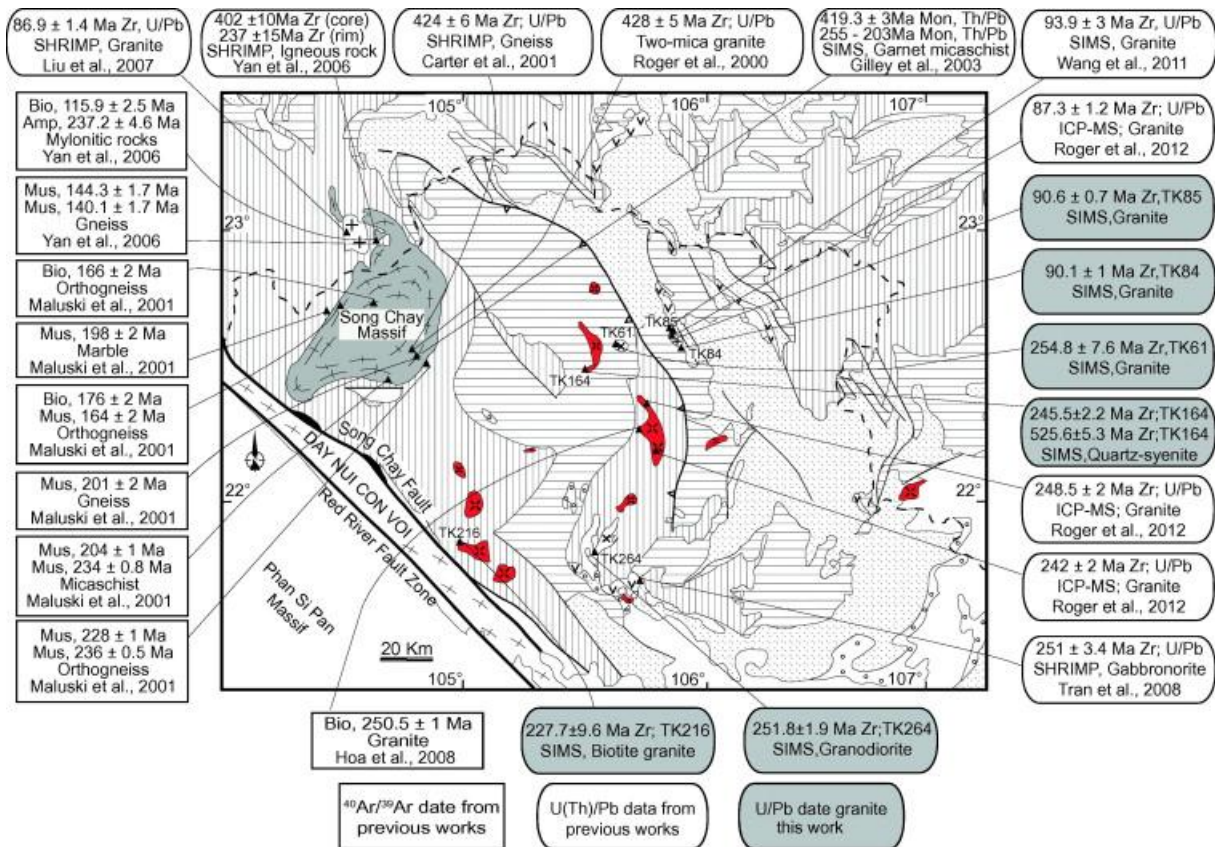 86.9 ± 1.4 Ma Zr, U/Pb
SHRIMP, Granite
Liu et al., 2007
402 ±10Ma Zr (core)
237 ±15Ma Zr (rim)
SHRIMP, Igneous rock
Yan et al., 2006
424 ± 6 Ma Zr; U/Pb
SHRIMP, Gneiss
Carter et al., 2001
428 ± 5 Ma Zr; U/Pb
Two-mica granite
Roger et al., 2000
419.3 ± 3Ma Mon, Th/Pb
255 - 203Ma Mon, Th/Pb
SIMS, Garnet micaschist
Gilley et al., 2003
93.9 ± 3 Ma Zr, U/Pb
SIMS, Granite
Wang et al., 2011
Bio, 115.9 ± 2.5 Ma
Amp, 237.2 ± 4.6 Ma
Mylonitic rocks
Yan et al., 2006
Mus, 144.3 ± 1.7 Ma
Mus, 140.1 ± 1.7 Ma
Gneiss
Yan et al., 2006
Bio, 166 ± 2 Ma
Orthogneiss
Maluski et al., 2001
Mus, 198 ± 2 Ma
Marble
Maluski et al., 2001
Bio, 176 ± 2 Ma
Mus, 164 ± 2 Ma
Orthogneiss
Maluski et al., 2001
Mus, 201 ± 2 Ma
Gneiss
Maluski et al., 2001
Mus, 204 ± 1 Ma
Mus, 234 ± 0.8 Ma
Micaschist
Maluski et al., 2001
Mus, 228 ± 1 Ma
Mus, 236 ± 0.5 Ma
Orthogneiss
Maluski et al., 2001
105°
106°
107°
23°
23°
Song Chay
Massif
TK85
TK61
TK84
TK164
Song Chay Fault
DAY NUI CON VOI
Red River Fault Zone
22°
22°
TK216
TK264
Phan Si Pan
Massif
20 Km
105°
106°
107°
87.3 ± 1.2 Ma Zr; U/Pb
ICP-MS; Granite
Roger et al., 2012
90.6 ± 0.7 Ma Zr,TK85
SIMS,Granite
90.1 ± 1 Ma Zr,TK84
SIMS,Granite
254.8 ± 7.6 Ma Zr,TK61
SIMS,Granite
245.5±2.2 Ma Zr;TK164
525.6±5.3 Ma Zr;TK164
SIMS,Quartz-syenite
248.5 ± 2 Ma Zr; U/Pb
ICP-MS; Granite
Roger et al., 2012
242 ± 2 Ma Zr; U/Pb
ICP-MS; Granite
Roger et al., 2012
251 ± 3.4 Ma Zr; U/Pb
SHRIMP, Gabbronorite
Tran et al., 2008
Bio, 250.5 ± 1 Ma
Granite
Hoa et al., 2008
227.7±9.6 Ma Zr; TK216
SIMS, Biotite granite
251.8±1.9 Ma Zr;TK264
SIMS,Granodiorite
⁴⁰Ar/³⁹Ar date from
previous works
U(Th)/Pb data from
previous works
U/Pb date granite
this work